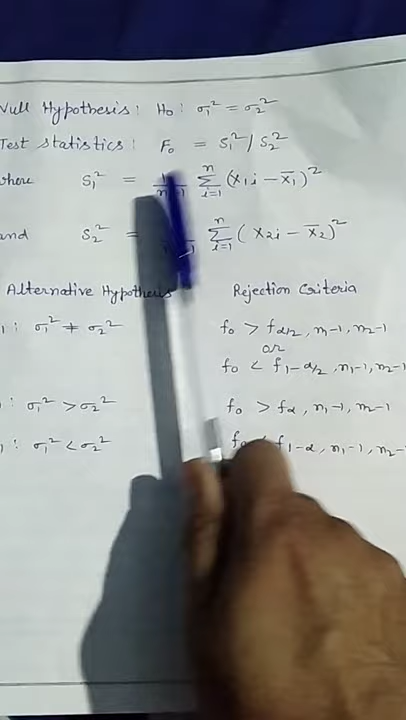 Null Hypothesis: H₀: σ₁² = σ₂²
Test statistics: F₀ = S₁²/S₂²
where S₁² = Σ (x₁i − x̄₁)²
n
i=1
and S₂² = Σ (x₂i − x̄₂)²
n
i=1
Alternative Hypothesis Rejection Criteria
: σ₁² ≠ σ₂² f₀ > fα/2, n₁-1, n₂-1
or
f₀ < f1-α/2, n₁-1, n₂-1
: σ₁² > σ₂² f₀ > fα, n₁-1, n₂-1
: σ₁² < σ₂² f1-α, n₁-1, n₂-